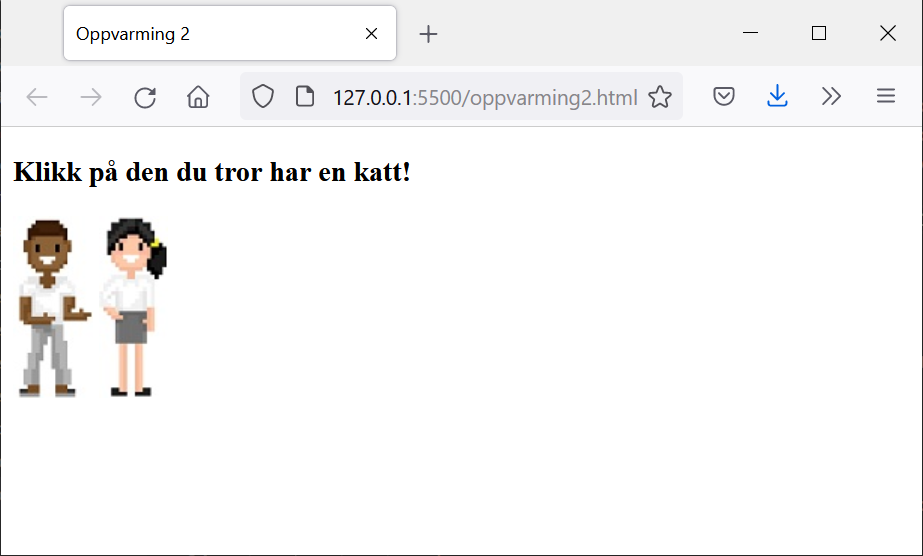 Oppvarming 2
127.0.0.1:5500/oppvarming2.html
Klikk på den du tror har en katt!